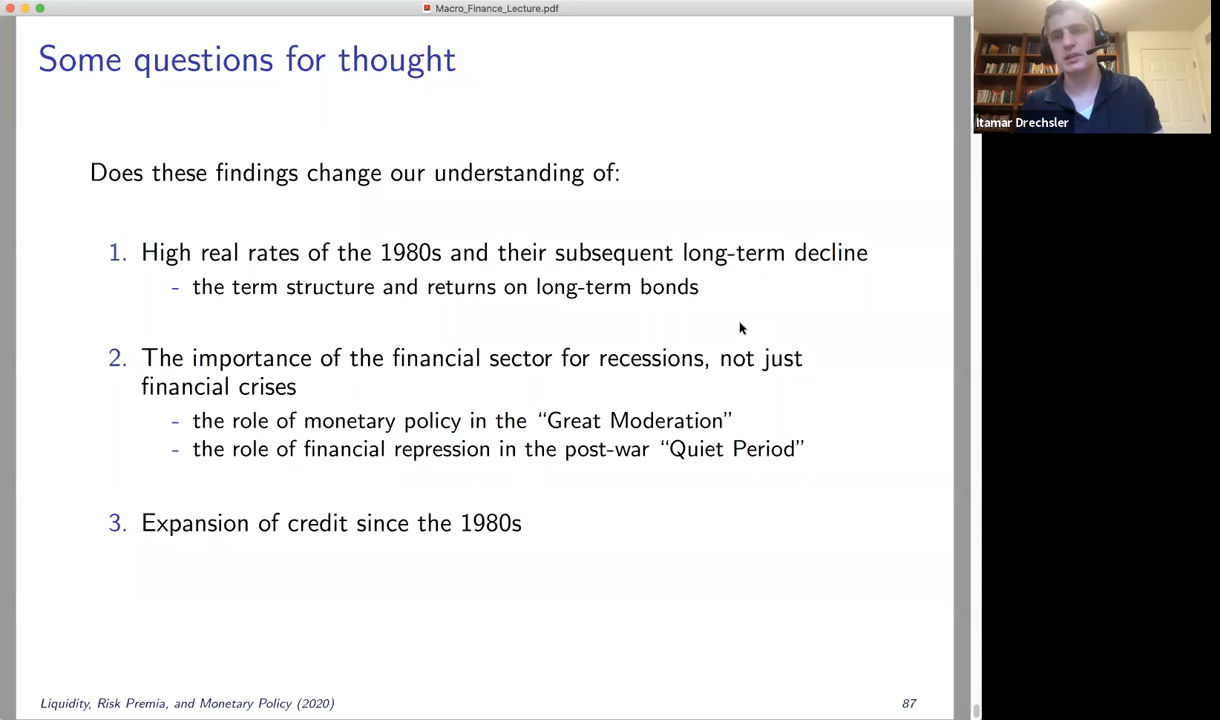 Macro_Finance_Lecture.pdf
Some questions for thought
Itamar Drechsler
Does these findings change our understanding of:
1. High real rates of the 1980s and their subsequent long-term decline
- the term structure and returns on long-term bonds
2. The importance of the financial sector for recessions, not just
financial crises
- the role of monetary policy in the “Great Moderation”
- the role of financial repression in the post-war “Quiet Period”
3. Expansion of credit since the 1980s
Liquidity, Risk Premia, and Monetary Policy (2020)
87